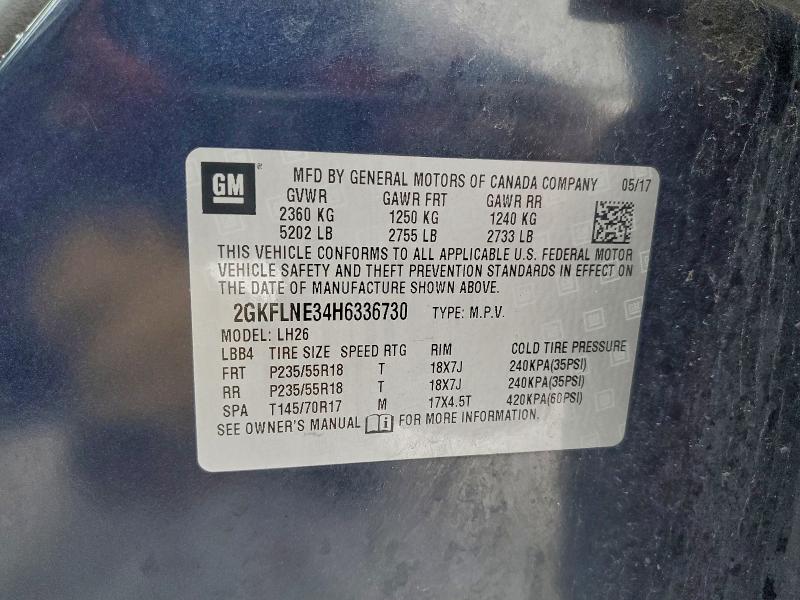 GM
MFD BY GENERAL MOTORS OF CANADA COMPANY 05/17
GVWR GAWR FRT GAWR RR
2360 KG 1250 KG 1240 KG
5202 LB 2755 LB 2733 LB
THIS VEHICLE CONFORMS TO ALL APPLICABLE U.S. FEDERAL MOTOR
VEHICLE SAFETY AND THEFT PREVENTION STANDARDS IN EFFECT ON
THE DATE OF MANUFACTURE SHOWN ABOVE.
2GKFLNE34H6336730 TYPE: M.P.V.
MODEL: LH26
LBB4 TIRE SIZE SPEED RTG RIM COLD TIRE PRESSURE
FRT P235/55R18 T 18X7J 240KPA(35PSI)
RR P235/55R18 T 18X7J 240KPA(35PSI)
SPA T145/70R17 M 17X4.5T 420KPA(60PSI)
SEE OWNER'S MANUAL FOR MORE INFORMATION.